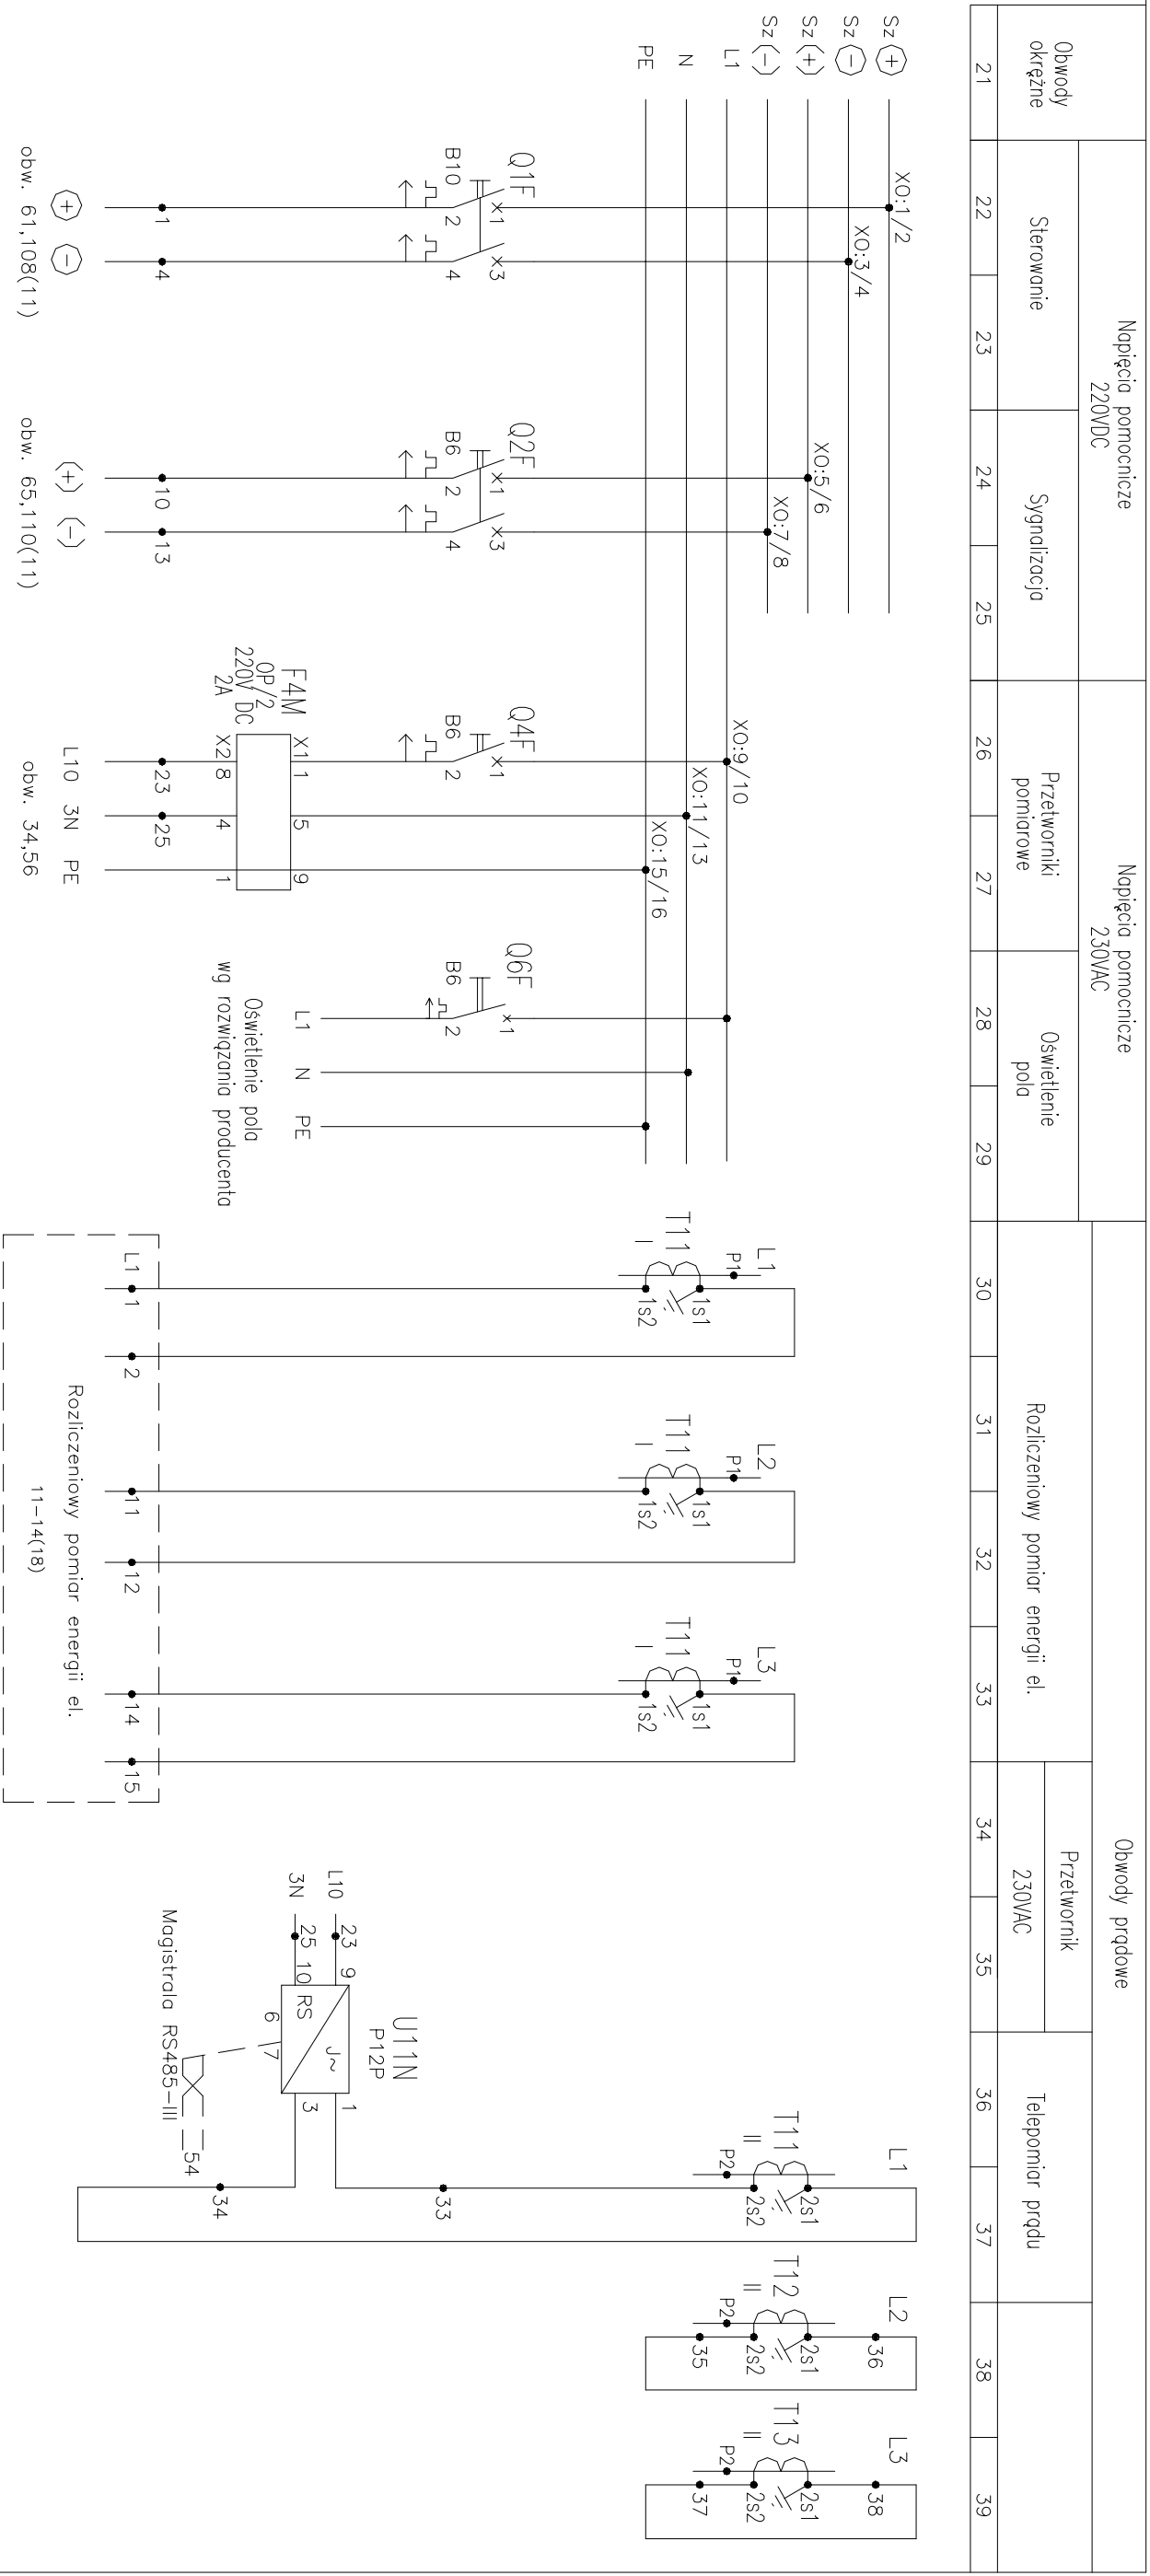 Obwody
okrężne
Napięcia pomocnicze
220VDC
Napięcia pomocnicze
230VAC
Obwody prądowe
Sterowanie
Sygnalizacja
Przetworniki
pomiarowe
Oświetlenie
pola
Rozliczeniowy pomiar energii el.
Przetwornik
230VAC
Telepomiar prądu
21
22
23
24
25
26
27
28
29
30
31
32
33
34
35
36
37
38
39
Sz (+)
Sz (-)
Sz (+)
Sz (-)
L1
N
PE
X0:1/2
X0:3/4
X0:5/6
X0:7/8
X0:9/10
X0:11/13
X0:15/16
Q1F
B10
x1
2
x3
4
1
4
(+) (-)
obw. 61,108(11)
Q2F
B6
x1
2
x3
4
10
13
(+) (-)
obw. 65,110(11)
Q4F
B6
x1
2
F4M
OP/2
220V DC
2A
X1 1
5
9
X2 8
4
1
23
25
L10 3N PE
obw. 34,56
Q6F
B6
x1
2
L1 N PE
Oświetlenie pola
wg rozwiązania producenta
L1
P1
T11
I
1s1
1s2
L2
P1
T11
I
1s1
1s2
L3
P1
T11
I
1s1
1s2
L1
1
2
11
12
14
15
Rozliczeniowy pomiar energii el.
11-14(18)
L10
3N
23
25
9
10
RS
J~
6
7
1
3
U11N
P12P
Magistrala RS485-III
54
34
33
L1
T11
II
P2
2s1
2s2
L2
T12
II
P2
2s1
2s2
36
35
L3
T13
II
P2
2s1
2s2
38
37